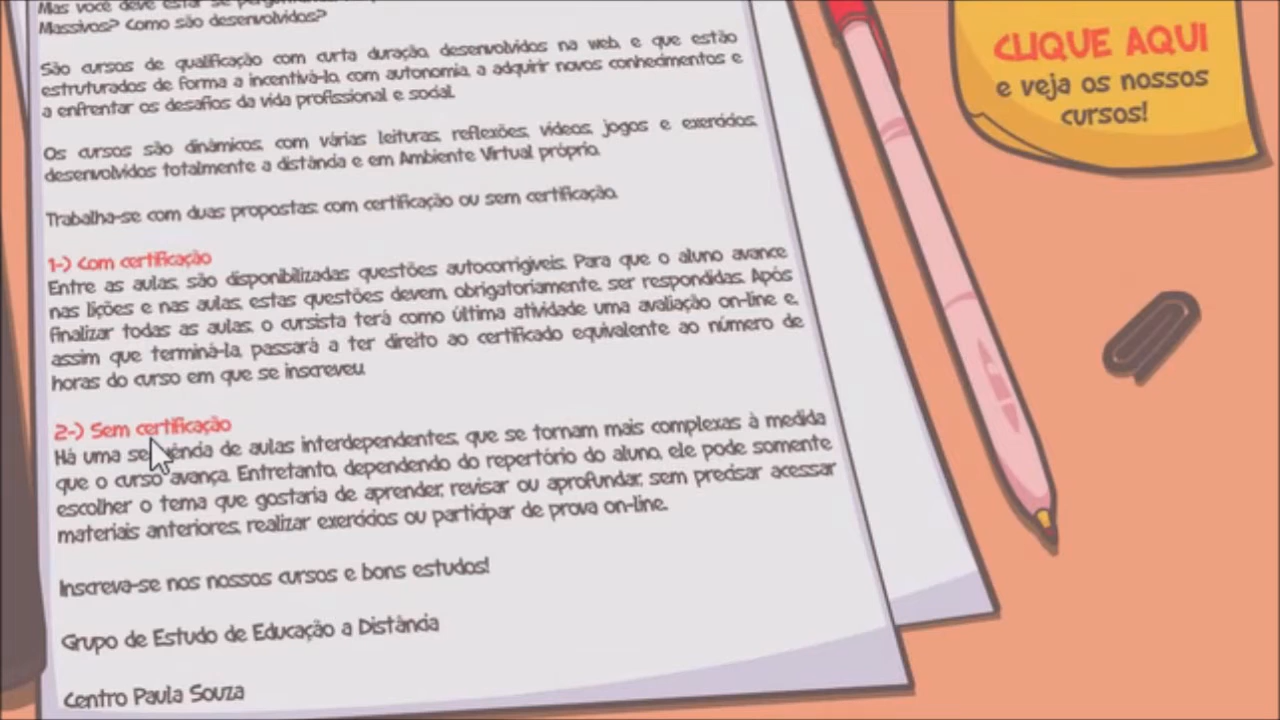 Mas você deve estar se
Massivos? Como são desenvolvidos?
São cursos de qualificação com curta duração, desenvolvidos na web, e que estão
estruturados de forma a incentivá-lo, com autonomia, a adquirir novos conhecimentos e
a enfrentar os desafios da vida profissional e social.
Os cursos são dinâmicos, com várias leituras, reflexões, vídeos, jogos e exercícios,
desenvolvidos totalmente a distância e em Ambiente Virtual próprio.
Trabalha-se com duas propostas: com certificação ou sem certificação.
1-) Com certificação
Entre as aulas, são disponibilizadas questões autocorrigíveis. Para que o aluno avance
nas lições e nas aulas, estas questões devem, obrigatoriamente, ser respondidas. Após
finalizar todas as aulas, o cursista terá como última atividade uma avaliação on-line e,
assim que terminá-la, passará a ter direito ao certificado equivalente ao número de
horas do curso em que se inscreveu.
2-) Sem certificação
Há uma sequência de aulas interdependentes, que se tornam mais complexas à medida
que o curso avança. Entretanto, dependendo do repertório do aluno, ele pode somente
escolher o tema que gostaria de aprender, revisar ou aprofundar, sem precisar acessar
materiais anteriores, realizar exercícios ou participar de prova on-line.
Inscreva-se nos nossos cursos e bons estudos!
Grupo de Estudo de Educação a Distância
Centro Paula Souza
CLIQUE AQUI
e veja os nossos
cursos!